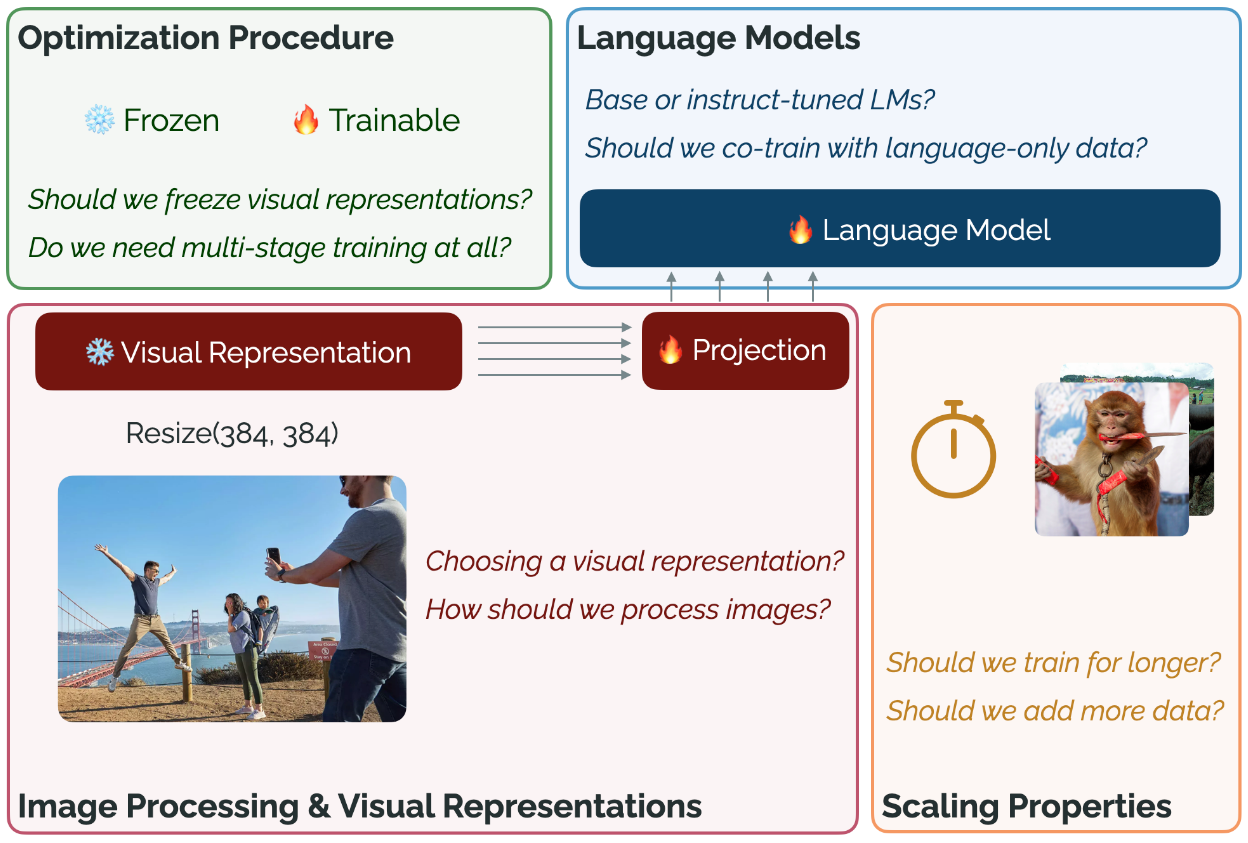 Optimization Procedure
Frozen
Trainable
Should we freeze visual representations?
Do we need multi-stage training at all?
Language Models
Base or instruct-tuned LMs?
Should we co-train with language-only data?
Language Model
Visual Representation
Projection
Resize(384, 384)
Choosing a visual representation?
How should we process images?
Image Processing & Visual Representations
Should we train for longer?
Should we add more data?
Scaling Properties